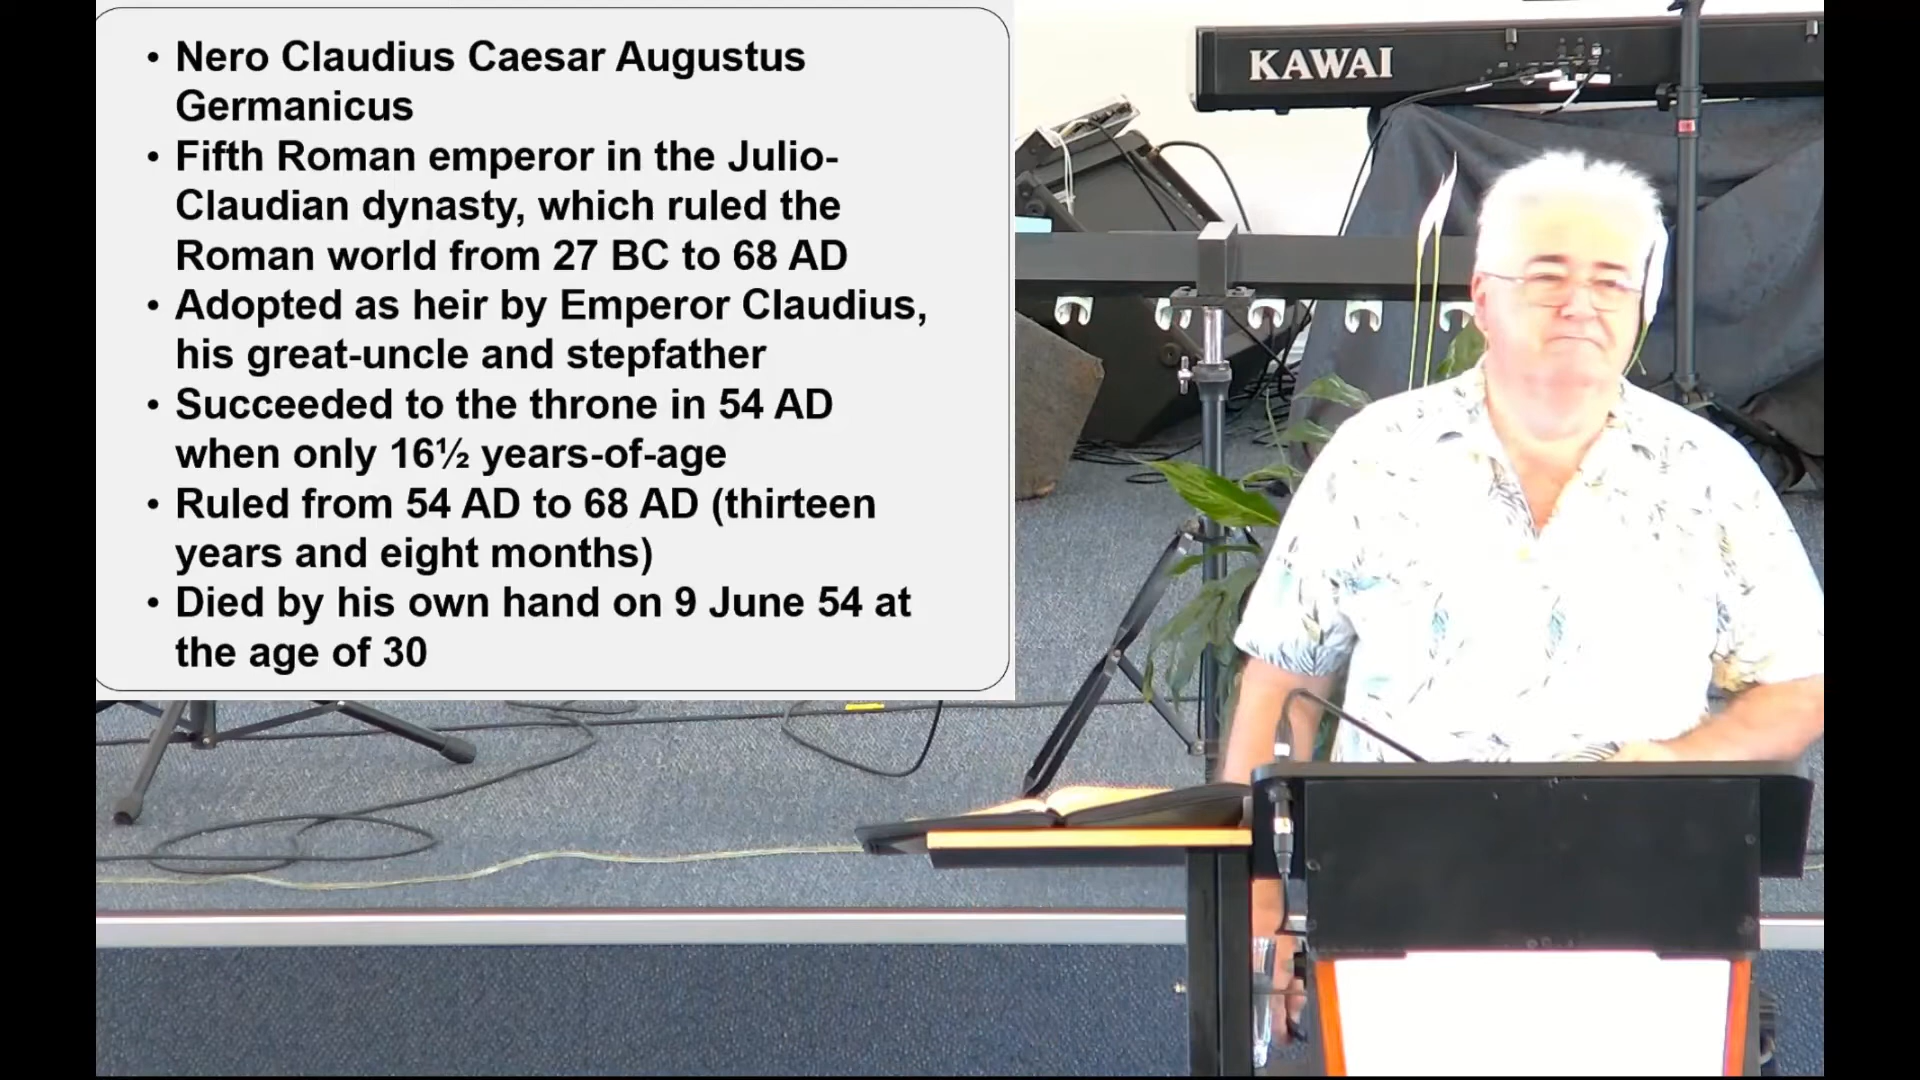 • Nero Claudius Caesar Augustus
Germanicus
• Fifth Roman emperor in the Julio-
Claudian dynasty, which ruled the
Roman world from 27 BC to 68 AD
• Adopted as heir by Emperor Claudius,
his great-uncle and stepfather
• Succeeded to the throne in 54 AD
when only 16½ years-of-age
• Ruled from 54 AD to 68 AD (thirteen
years and eight months)
• Died by his own hand on 9 June 54 at
the age of 30
KAWAI